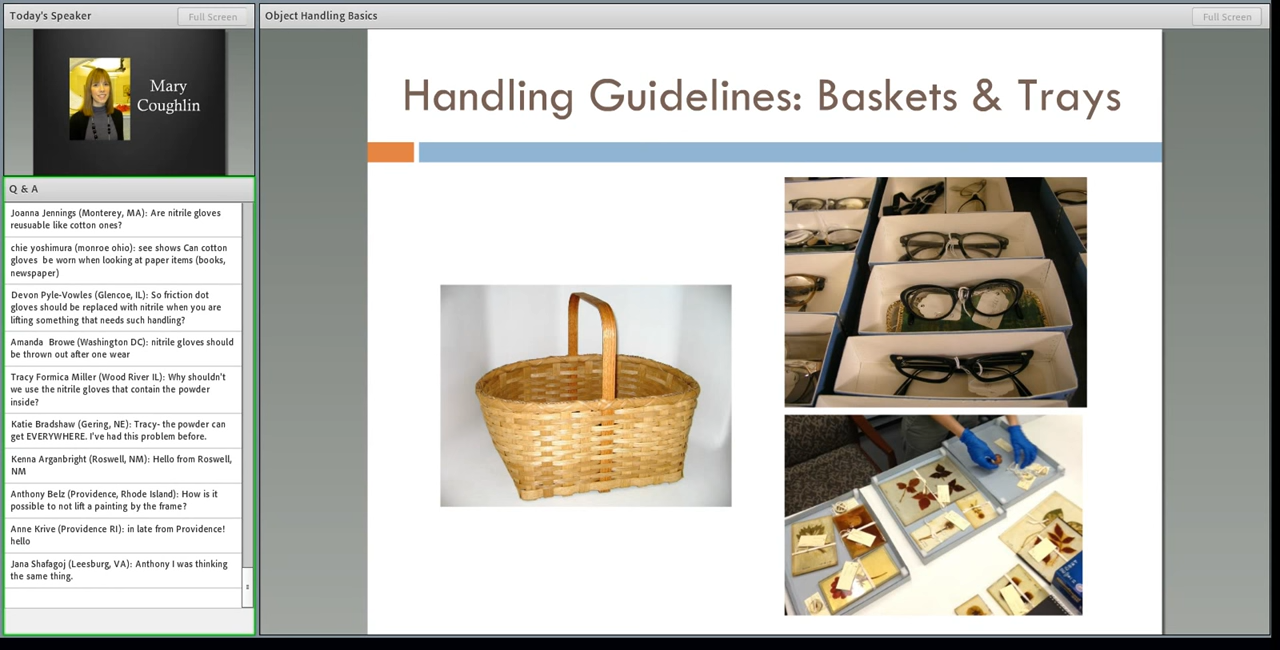 Today's Speaker
Full Screen
Mary
Coughlin
Q & A
Joanna Jennings (Monterey, MA): Are nitrile gloves
reusuable like cotton ones?
chie yoshimura (monroe ohio): see shows Can cotton
gloves be worn when looking at paper items (books,
newspaper)
Devon Pyle-Vowles (Glencoe, IL): So friction dot
gloves should be replaced with nitrile when you are
lifting something that needs such handling?
Amanda Browe (Washington DC): nitrile gloves should
be thrown out after one wear
Tracy Formica Miller (Wood River IL): Why shouldn't
we use the nitrile gloves that contain the powder
inside?
Katie Bradshaw (Gering, NE): Tracy- the powder can
get EVERYWHERE. I've had this problem before.
Kenna Arganbright (Roswell, NM): Hello from Roswell,
NM
Anthony Belz (Providence, Rhode Island): How is it
possible to not lift a painting by the frame?
Anne Krive (Providence RI): in late from Providence!
hello
Jana Shafagoj (Leesburg, VA): Anthony I was thinking
the same thing.
Object Handling Basics
Full Screen
Handling Guidelines: Baskets & Trays